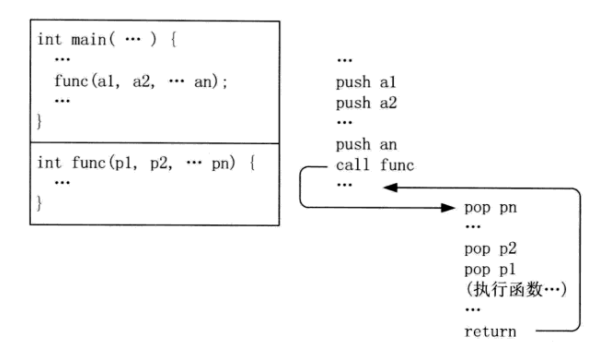 int main( … ) {
…
func(a1, a2, … an);
…
}
int func(p1, p2, … pn) {
…
}
…
push a1
push a2
…
push an
call func
…
pop pn
…
pop p2
pop p1
(执行函数…)
…
return